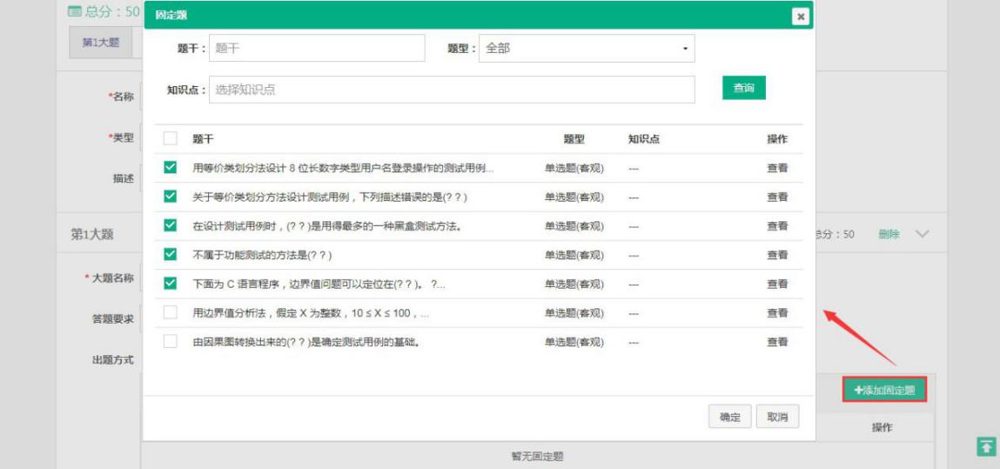 总分：50
固定题
第1大题
题干：
题干
题型：
全部
知识点：
选择知识点
查询
*名称
*类型
描述
题干 题型 知识点 操作
用等价类划分法设计 8 位长数字类型用户名登录操作的测试用例... 单选题(客观) --- 查看
关于等价类划分方法设计测试用例，下列描述错误的是(? ? ) 单选题(客观) --- 查看
在设计测试用例时，(? ? )是用得最多的一种黑盒测试方法。 单选题(客观) --- 查看
不属于功能测试的方法是(? ? ) 单选题(客观) --- 查看
下面为 C 语言程序，边界值问题可以定位在(? ? )。 ?... 单选题(客观) --- 查看
用边界值分析法，假定 X 为整数，10 ≤ X ≤ 100，... 单选题(客观) --- 查看
由因果图转换出来的(? ? )是确定测试用例的基础。 单选题(客观) --- 查看
第1大题
总分：50 删除
* 大题名称
答题要求
出题方式
+添加固定题
确定 取消
操作
暂无固定题